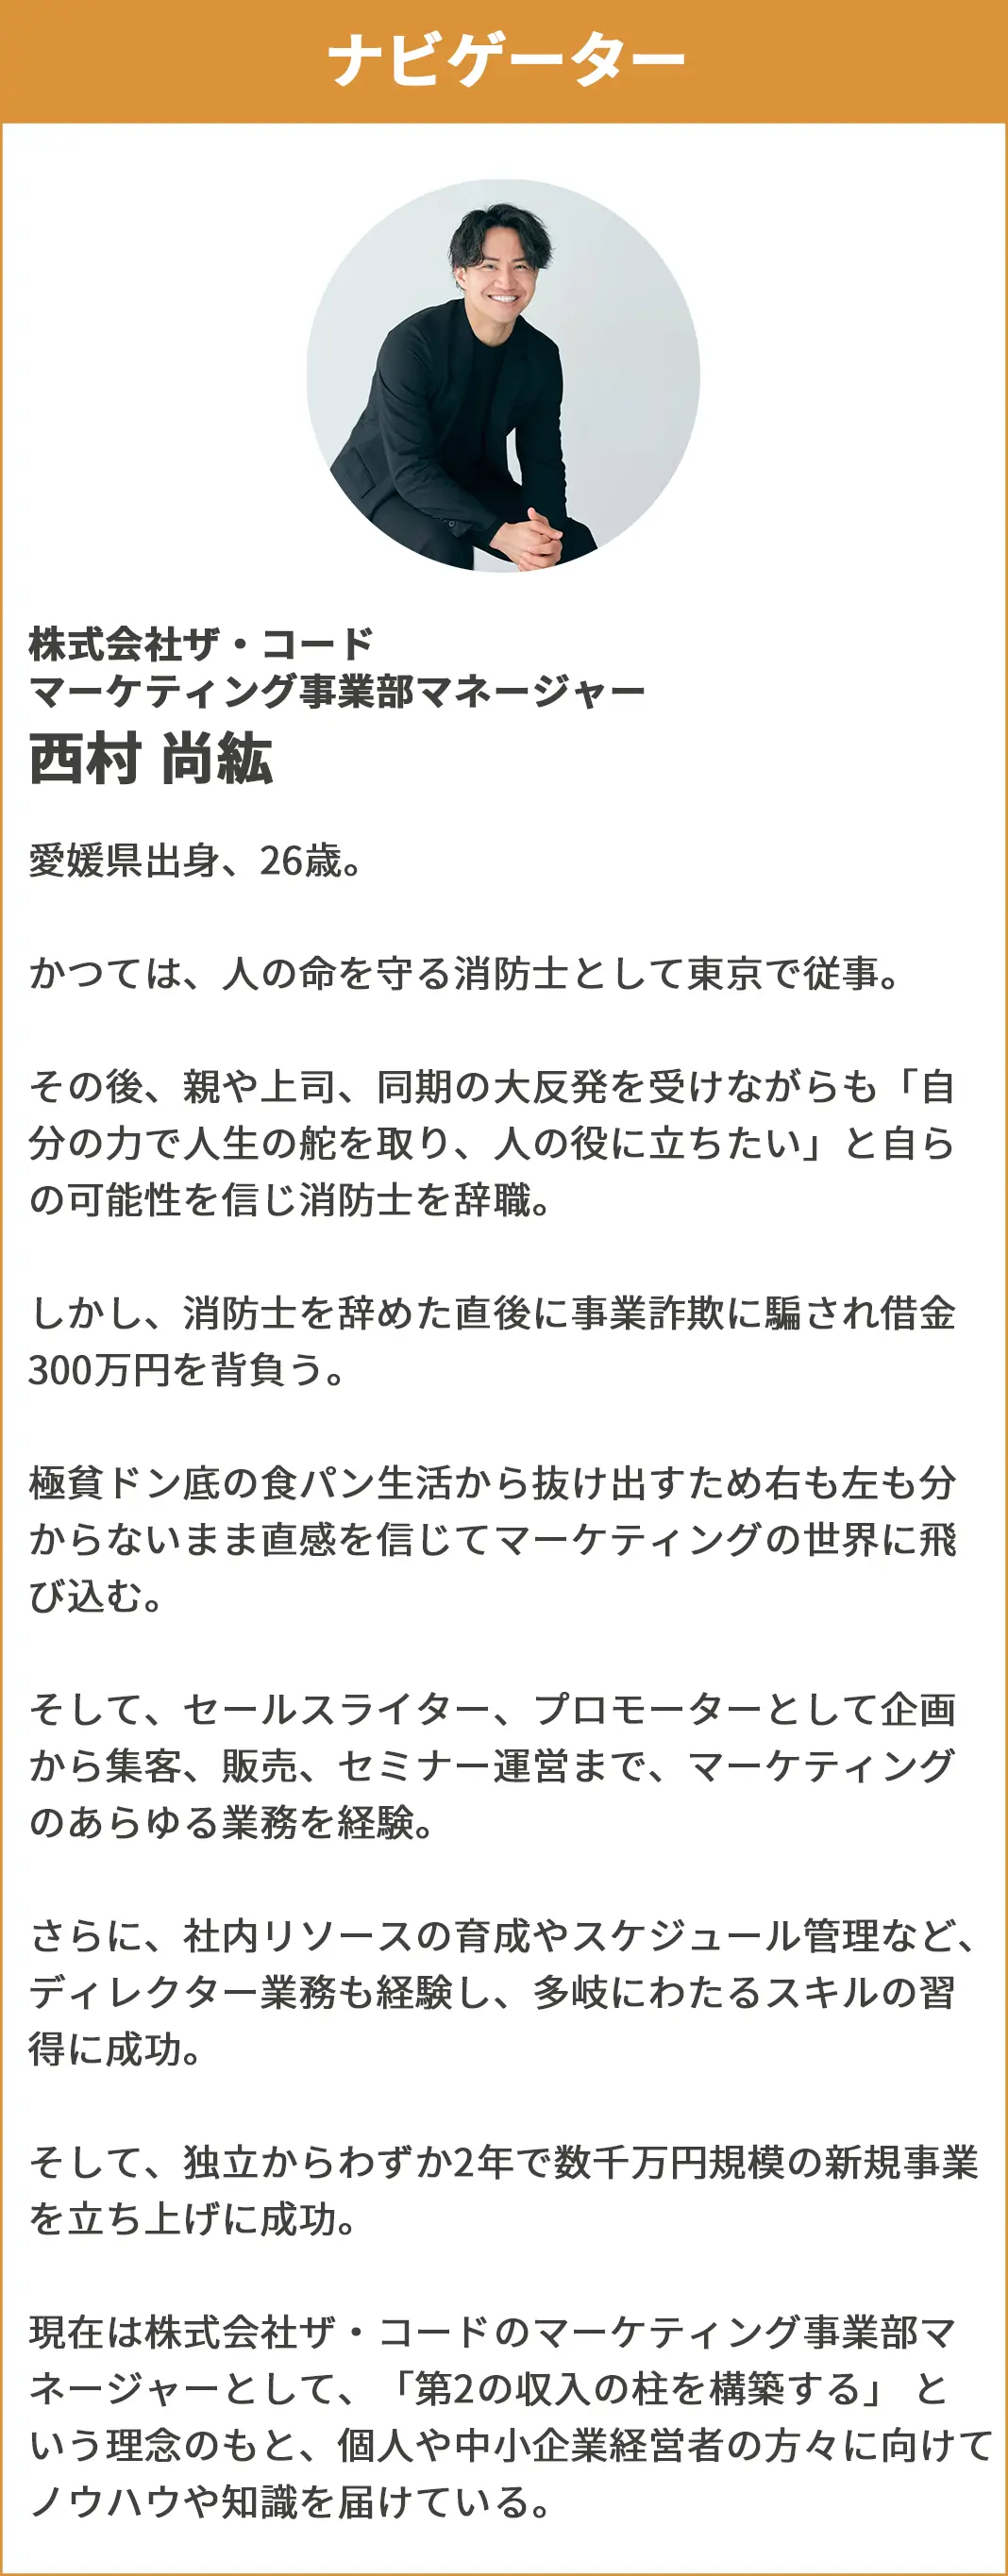 ナビゲーター
株式会社ザ・コード
マーケティング事業部マネージャー
西村 尚紘
愛媛県出身、26歳。
かつては、人の命を守る消防士として東京で従事。
その後、親や上司、同期の大反発を受けながらも「自
分の力で人生の舵を取り、人の役に立ちたい」と自ら
の可能性を信じ消防士を辞職。
しかし、消防士を辞めた直後に事業詐欺に騙され借金
300万円を背負う。
極貧ドン底の食パン生活から抜け出すため右も左も分
からないまま直感を信じてマーケティングの世界に飛
び込む。
そして、セールスライター、プロモーターとして企画
から集客、販売、セミナー運営まで、マーケティング
のあらゆる業務を経験。
さらに、社内リソースの育成やスケジュール管理など、
ディレクター業務も経験し、多岐にわたるスキルの習
得に成功。
そして、独立からわずか2年で数千万円規模の新規事業
を立ち上げに成功。
現在は株式会社ザ・コードのマーケティング事業部マ
ネージャーとして、「第2の収入の柱を構築する」 と
いう理念のもと、個人や中小企業経営者の方々に向けて
ノウハウや知識を届けている。